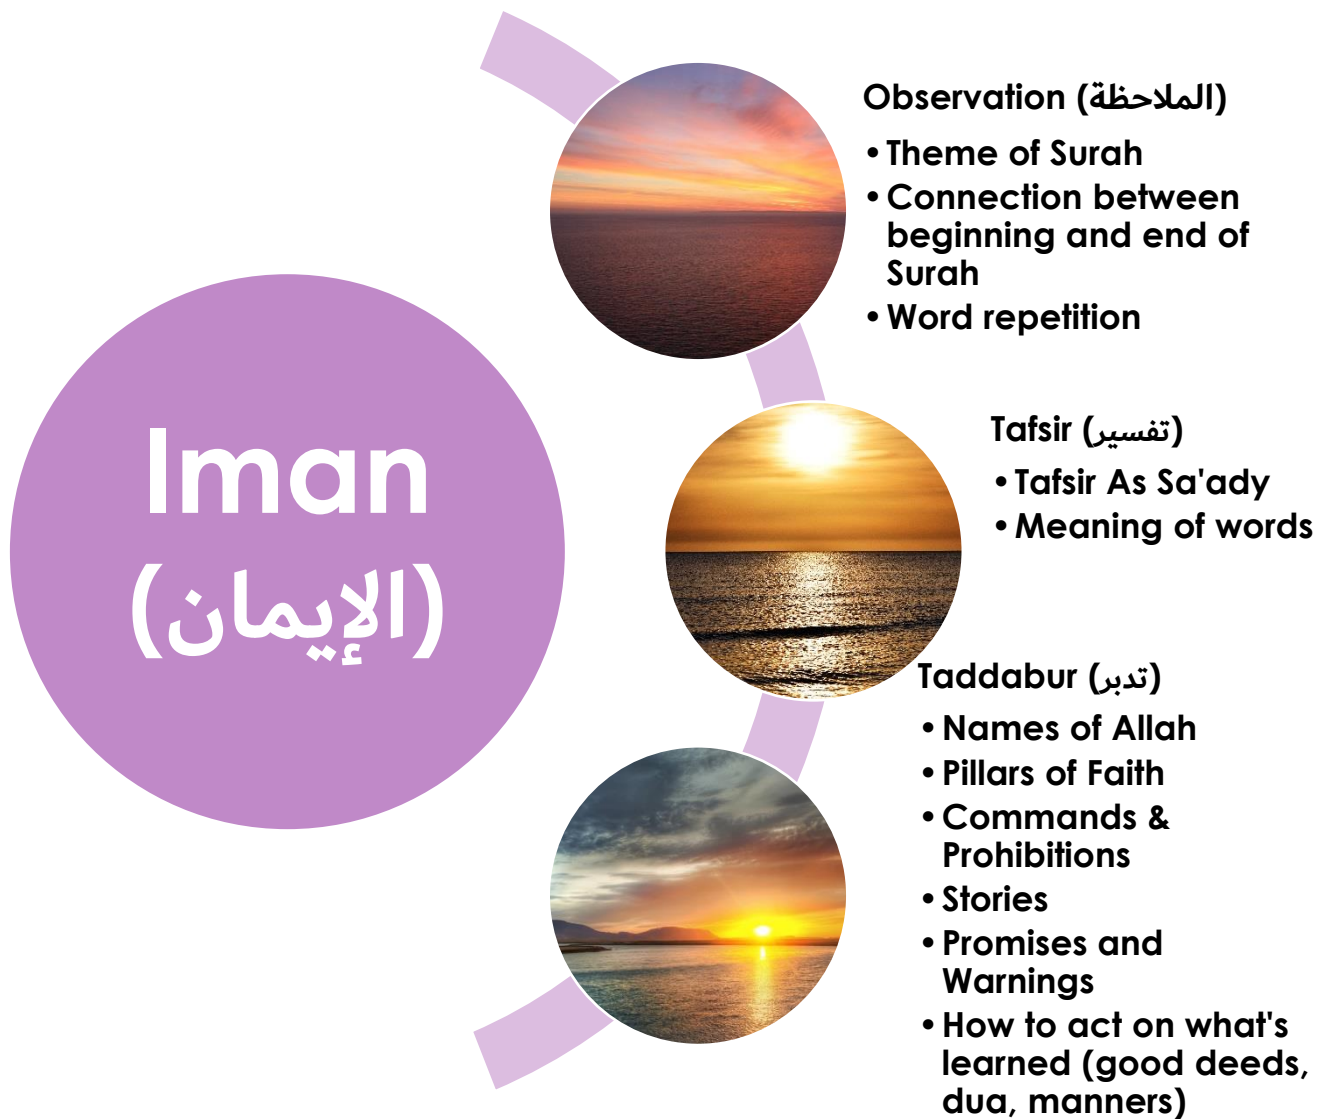 Iman
(الإيمان)
Observation (الملاحظة)
• Theme of Surah
• Connection between
beginning and end of
Surah
• Word repetition
Tafsir (تفسير)
• Tafsir As Sa'ady
• Meaning of words
Taddabur (تدبر)
• Names of Allah
• Pillars of Faith
• Commands &
Prohibitions
• Stories
• Promises and
Warnings
• How to act on what's
learned (good deeds,
dua, manners)